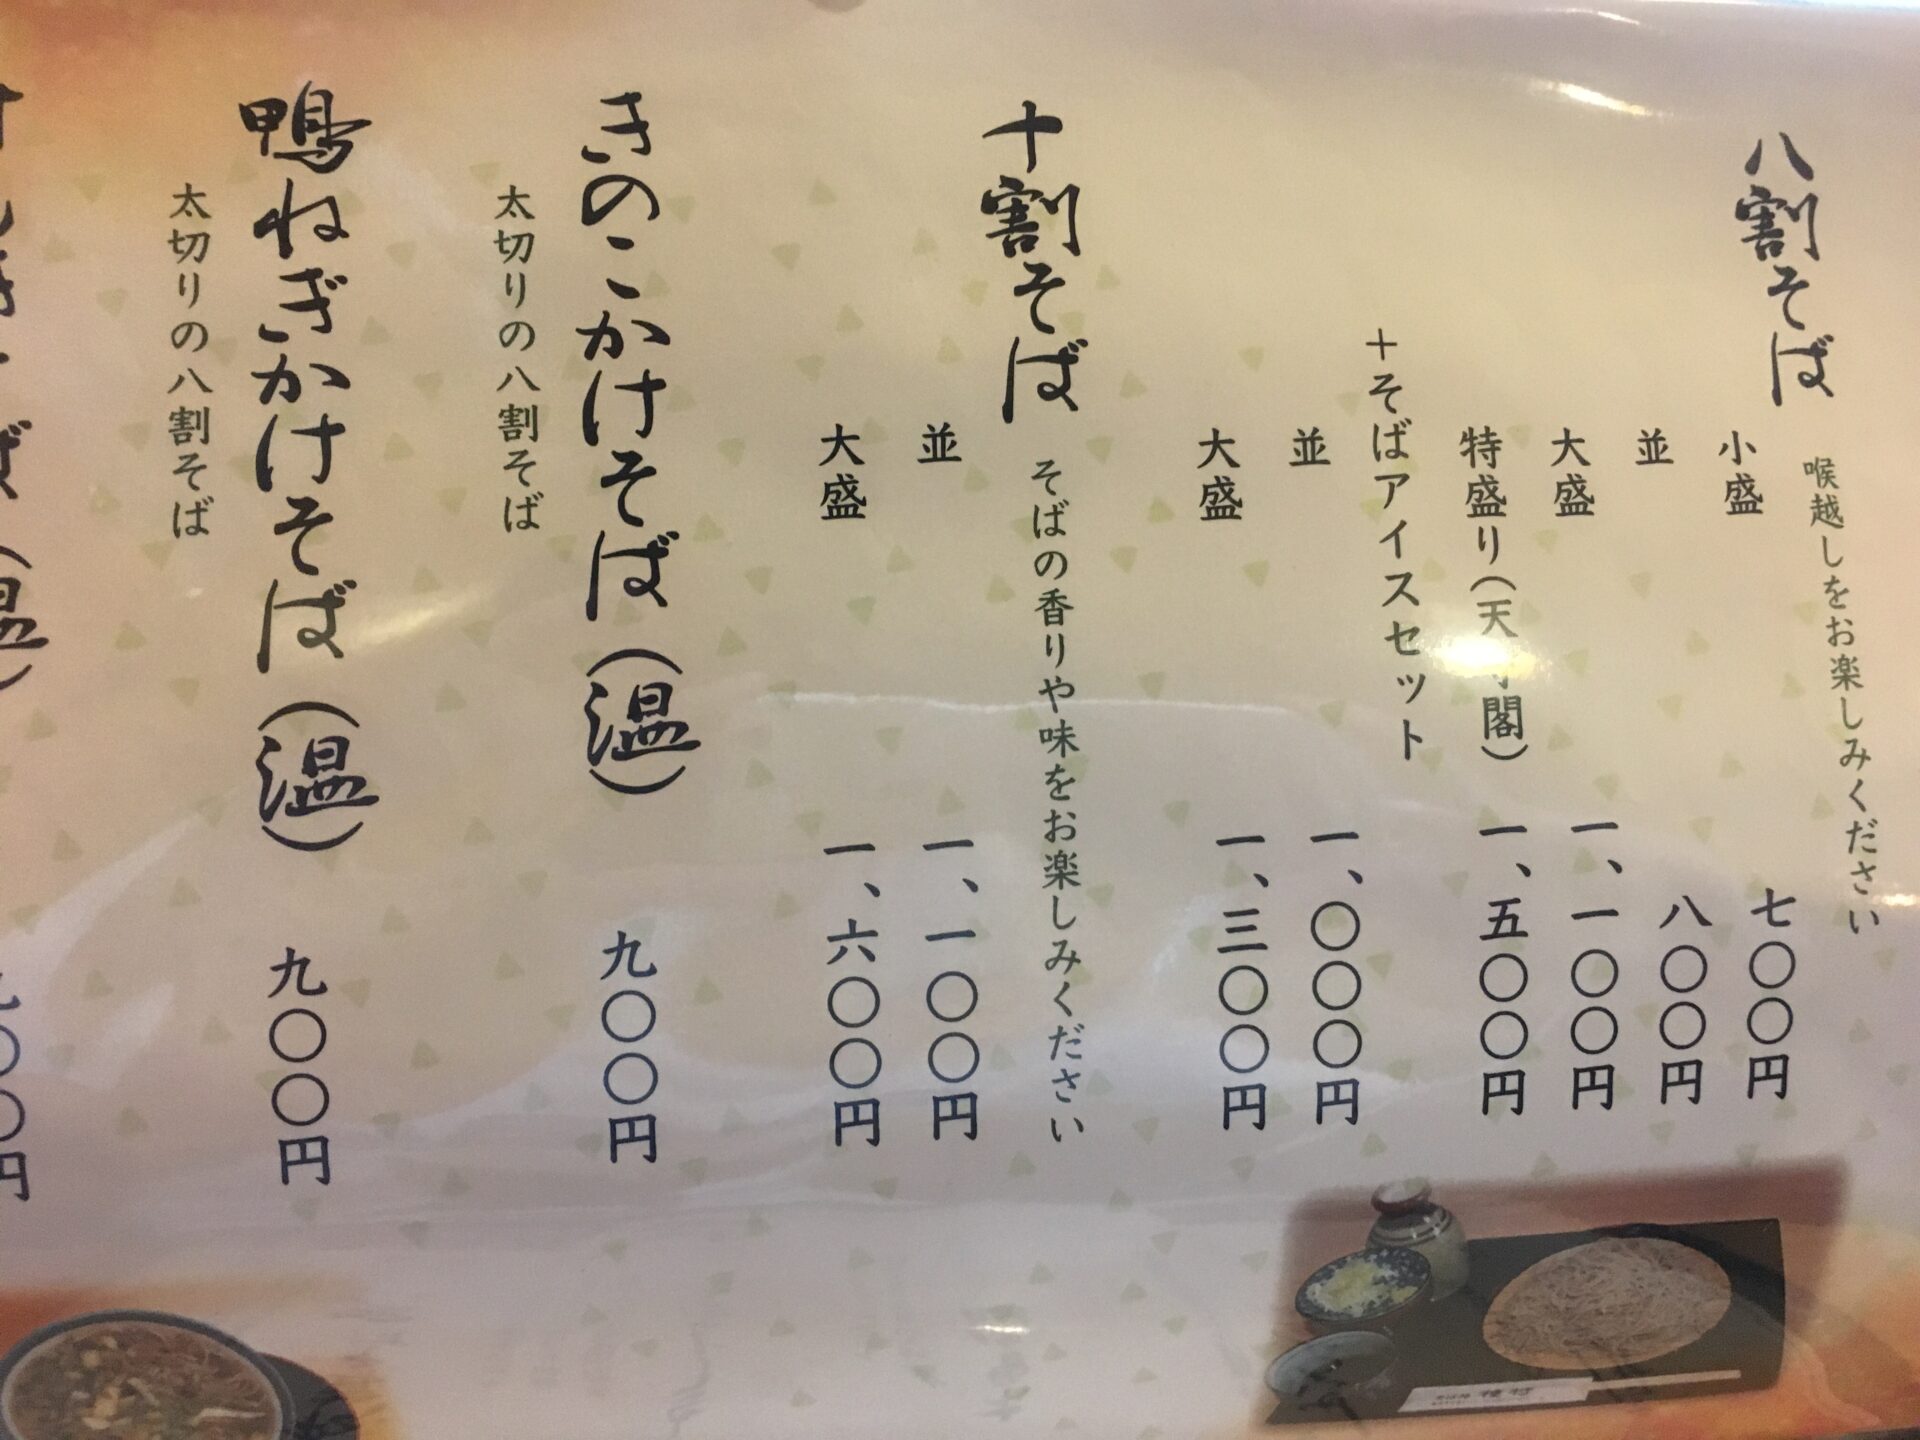 八割そば
喉越しをお楽しみください
小盛 七〇〇円
並 八〇〇円
大盛 一、一〇〇円
特盛り(天 閣) 一、五〇〇円
+そばアイスセット
並 一、〇〇〇円
大盛 一、三〇〇円
十割そば
そばの香りや味をお楽しみください
並 一、一〇〇円
大盛 一、六〇〇円
きのこかけそば(温) 九〇〇円
太切りの八割そば
鴨ねぎかけそば(温) 九〇〇円
太切りの八割そば
(温) 九〇〇円